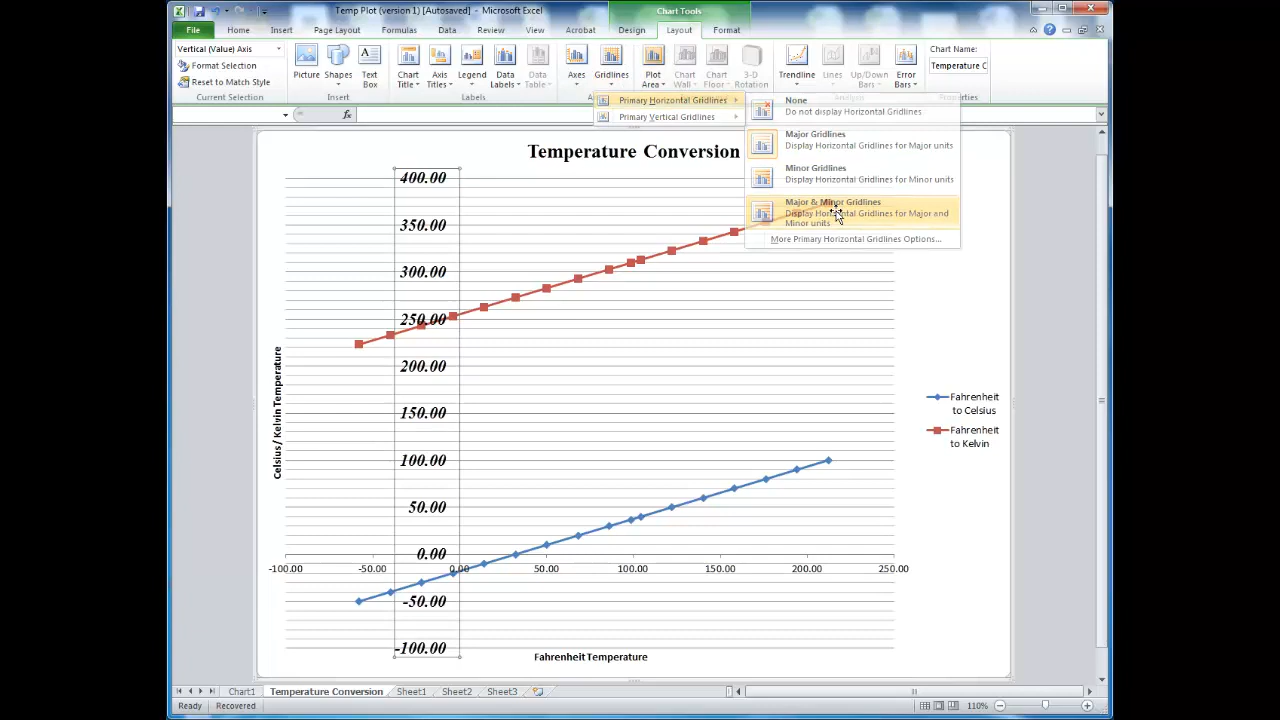 Temp Plot (version 1) [Autosaved] - Microsoft Excel
Chart Tools
File Home Insert Page Layout Formulas Data Review View Acrobat Design Layout Format
Vertical (Value) Axis
Format Selection
Reset to Match Style
Current Selection
Picture Shapes Text Box
Insert
Chart Title Axis Titles Legend Data Labels Data Table
Labels
Axes Gridlines
Plot Area Chart Wall Chart Floor 3-D Rotation
Trendline Lines Up/Down Bars Error Bars
Analysis
Chart Name:
Temperature C
Properties
Primary Horizontal Gridlines
Primary Vertical Gridlines
None
Do not display Horizontal Gridlines
Major Gridlines
Display Horizontal Gridlines for Major units
Minor Gridlines
Display Horizontal Gridlines for Minor units
Major & Minor Gridlines
Display Horizontal Gridlines for Major and
Minor units
More Primary Horizontal Gridlines Options...
fx
Temperature Conversion
400.00
350.00
300.00
250.00
200.00
150.00
100.00
50.00
0.00
-50.00
-100.00
-100.00 -50.00 0.00 50.00 100.00 150.00 200.00 250.00
Celsius / Kelvin Temperature
Fahrenheit Temperature
Fahrenheit
to Celsius
Fahrenheit
to Kelvin
Chart1 Temperature Conversion Sheet1 Sheet2 Sheet3
Ready Recovered 110%